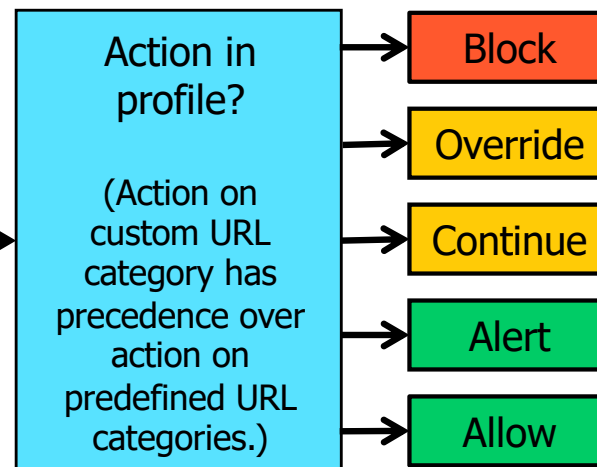 Action in
profile?
(Action on
custom URL
category has
precedence over
action on
predefined URL
categories.)
Block
Override
Continue
Alert
Allow